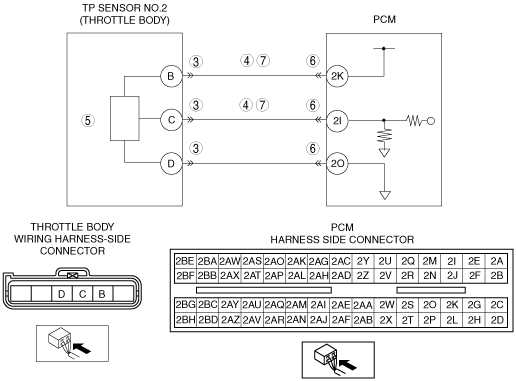 TP SENSOR NO.2
(THROTTLE BODY)
PCM
B 3 4 7 6 2K
C 3 4 7 6 2I
5
D 3 6 2O
THROTTLE BODY
WIRING HARNESS-SIDE
CONNECTOR
D C B
PCM
HARNESS SIDE CONNECTOR
2BE 2BA 2AW 2AS 2AO 2AK 2AG 2AC 2Y 2U 2Q 2M 2I 2E 2A
2BF 2BB 2AX 2AT 2AP 2AL 2AH 2AD 2Z 2V 2R 2N 2J 2F 2B
2BG 2BC 2AY 2AU 2AQ 2AM 2AI 2AE 2AA 2W 2S 2O 2K 2G 2C
2BH 2BD 2AZ 2AV 2AR 2AN 2AJ 2AF 2AB 2X 2T 2P 2L 2H 2D